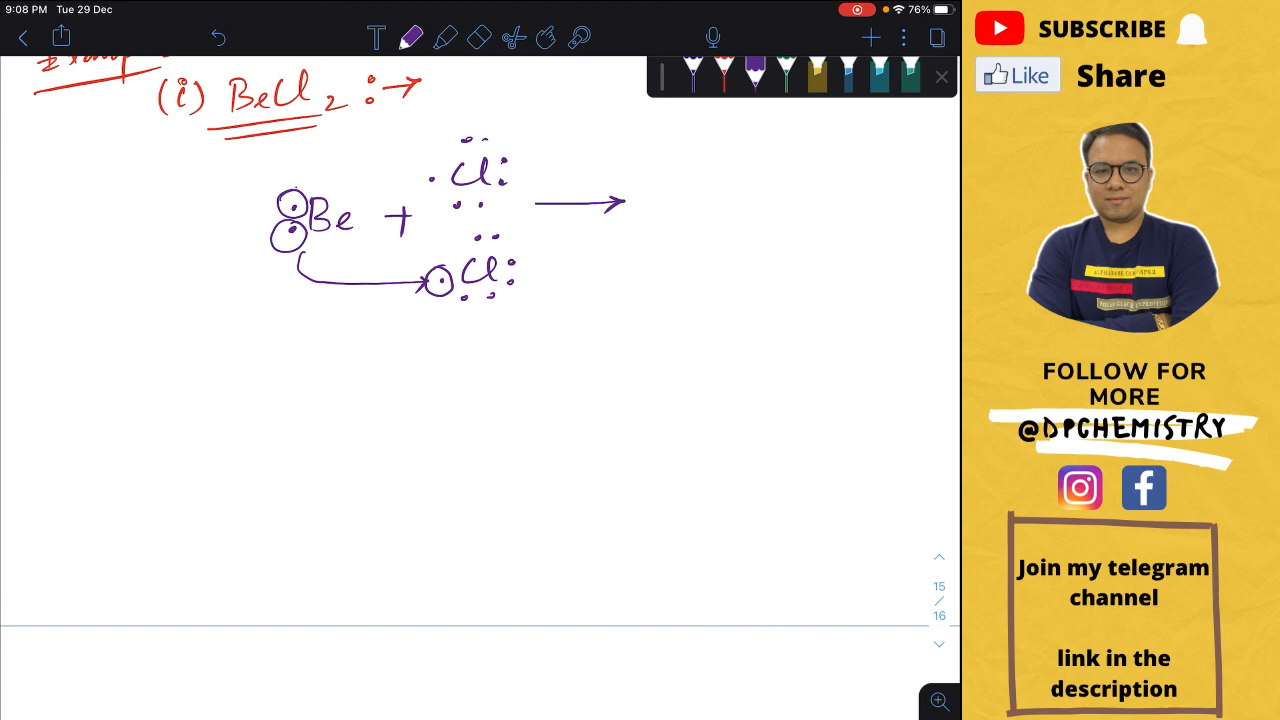 9:08 PM Tue 29 Dec
76%
(i) BeCl2 :→
Be + Cl →
Cl
15
/
16
SUBSCRIBE
Like Share
FOLLOW FOR
MORE
@DPCHEMISTRY
Join my telegram
channel
link in the
description